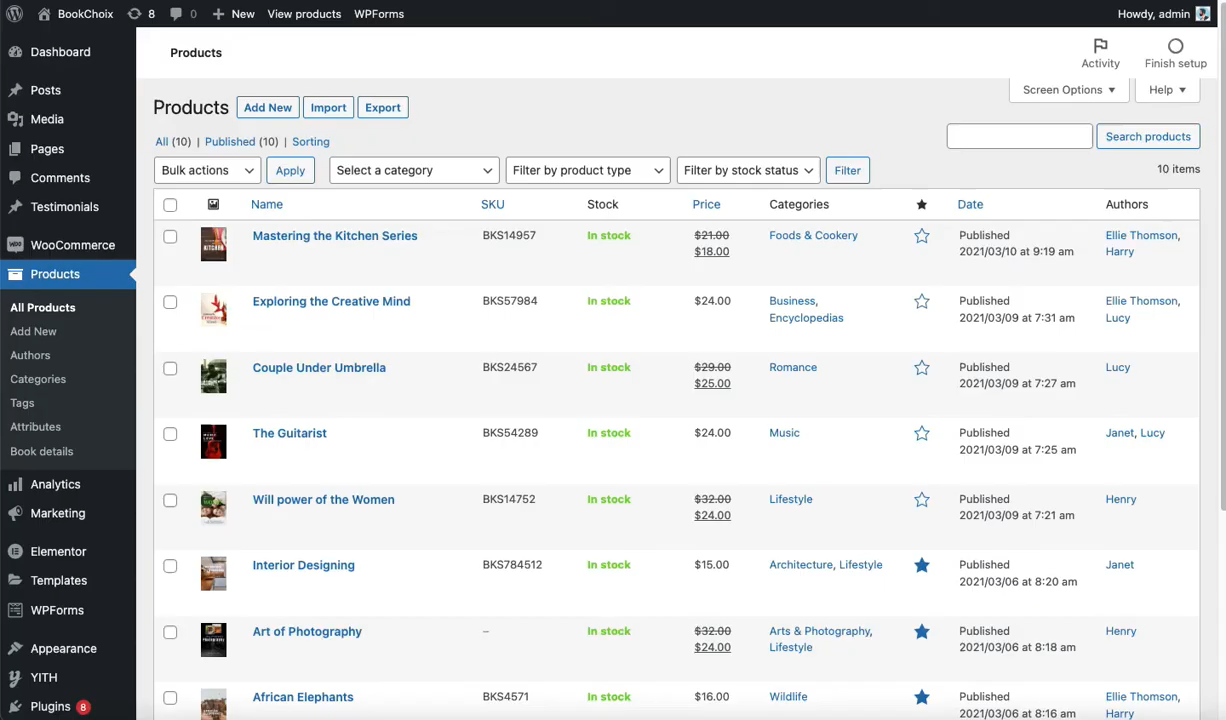 BookChoix 8 0 New View products WPForms Howdy, admin
Dashboard
Posts
Media
Pages
Comments
Testimonials
WooCommerce
Products
All Products
Add New
Authors
Categories
Tags
Attributes
Book details
Analytics
Marketing
Elementor
Templates
WPForms
Appearance
YITH
Plugins 8
Products
Activity Finish setup
Screen Options Help
Products Add New Import Export
All (10) | Published (10) | Sorting
Search products
Bulk actions Apply Select a category Filter by product type Filter by stock status Filter
10 items
Name SKU Stock Price Categories Date Authors
Mastering the Kitchen Series BKS14957 In stock $21.00 Foods & Cookery Published Ellie Thomson,
$18.00 2021/03/10 at 9:19 am Harry
Exploring the Creative Mind BKS57984 In stock $24.00 Business, Published Ellie Thomson,
Encyclopedias 2021/03/09 at 7:31 am Lucy
Couple Under Umbrella BKS24567 In stock $29.00 Romance Published Lucy
$25.00 2021/03/09 at 7:27 am
The Guitarist BKS54289 In stock $24.00 Music Published Janet, Lucy
2021/03/09 at 7:25 am
Will power of the Women BKS14752 In stock $32.00 Lifestyle Published Henry
$24.00 2021/03/09 at 7:21 am
Interior Designing BKS784512 In stock $15.00 Architecture, Lifestyle Published Janet
2021/03/06 at 8:20 am
Art of Photography – In stock $32.00 Arts & Photography, Published Henry
$24.00 Lifestyle 2021/03/06 at 8:18 am
African Elephants BKS4571 In stock $16.00 Wildlife Published Ellie Thomson,
2021/03/06 at 8:16 am Harry